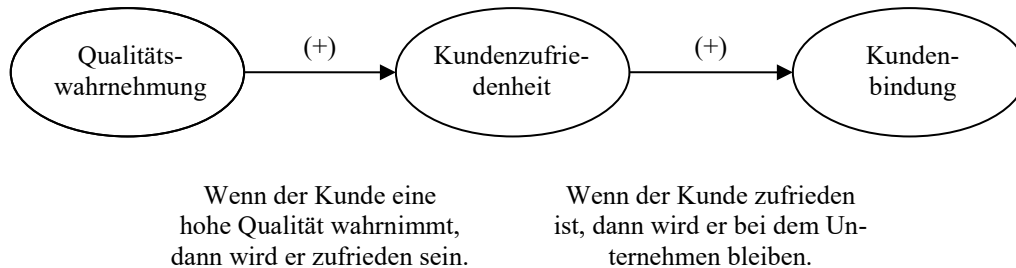 Qualitäts-
wahrnehmung
(+)
Kundenzufrie-
denheit
(+)
Kunden-
bindung
Wenn der Kunde eine
hohe Qualität wahrnimmt,
dann wird er zufrieden sein.
Wenn der Kunde zufrieden
ist, dann wird er bei dem Un-
ternehmen bleiben.